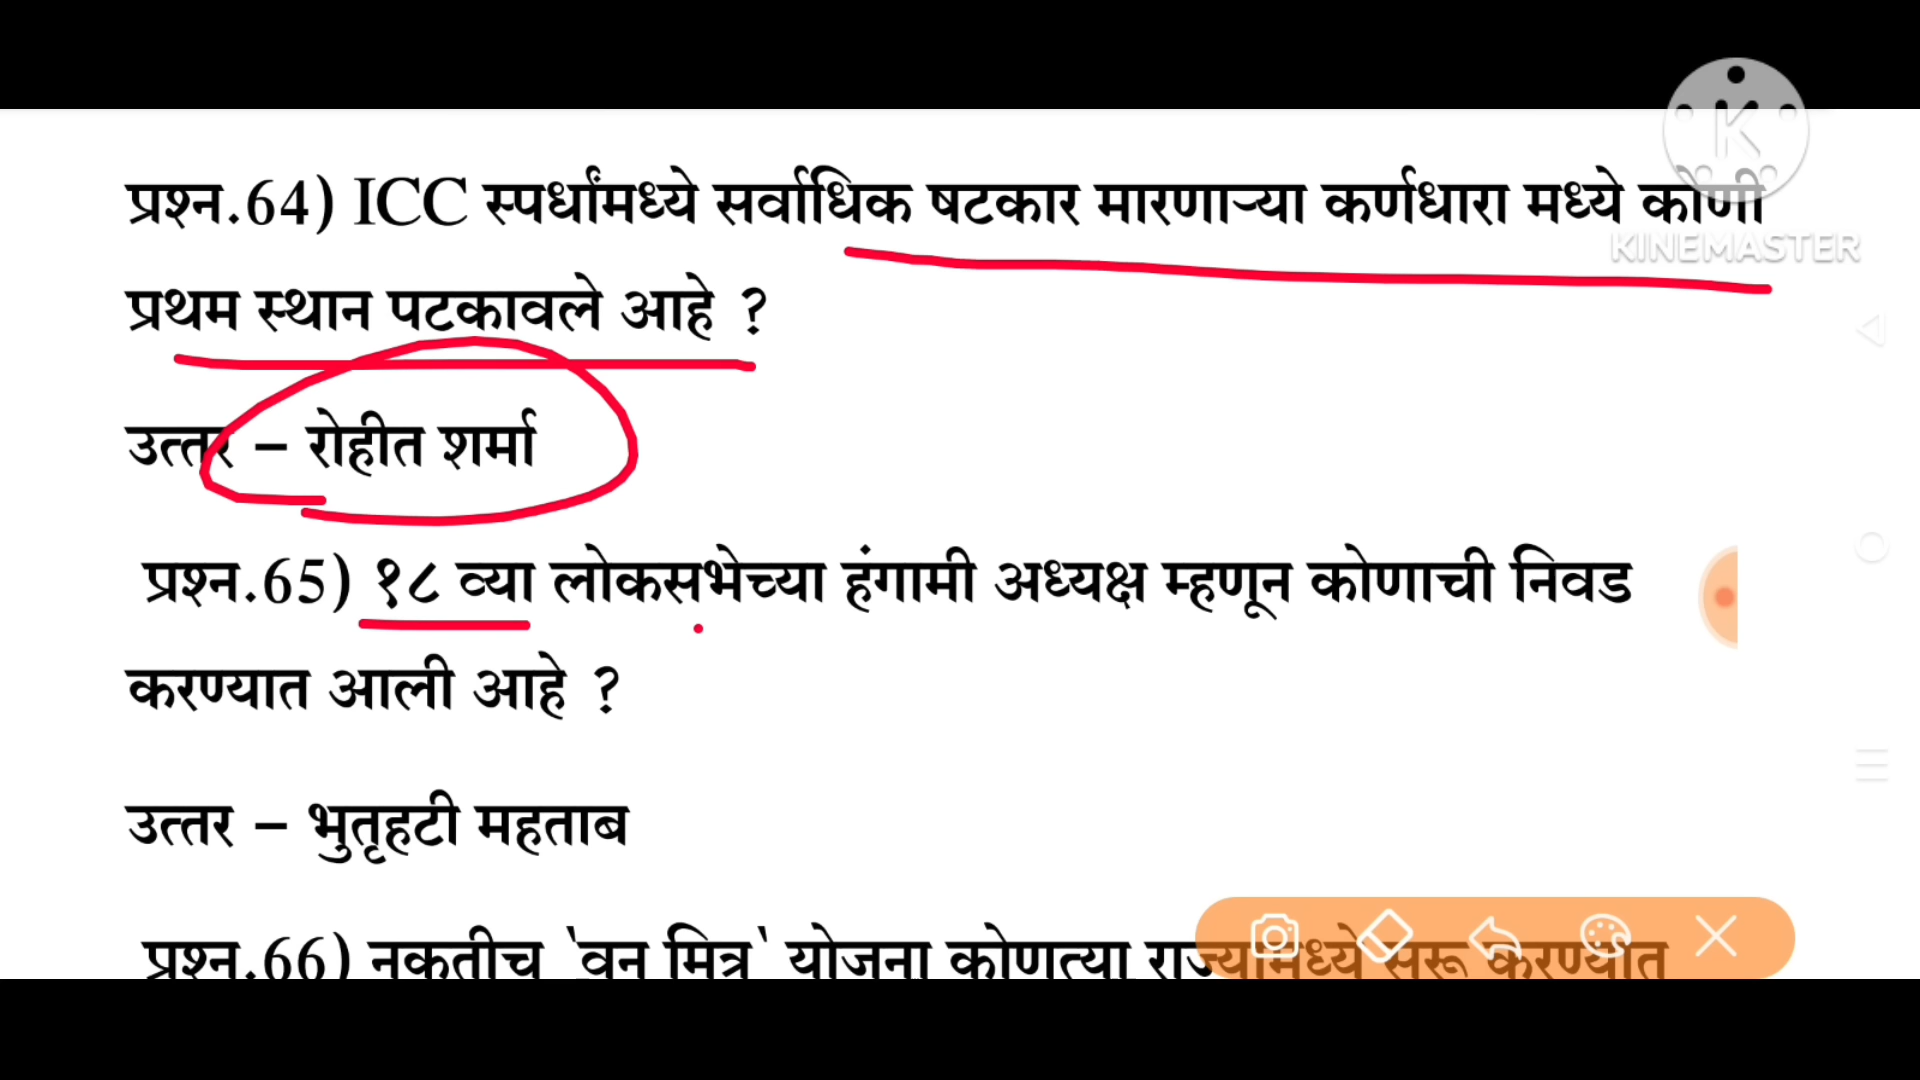 प्रश्न.64) ICC स्पर्धांमध्ये सर्वाधिक षटकार मारणाऱ्या कर्णधारा मध्ये कोणी
KINEMASTER
प्रथम स्थान पटकावले आहे ?
उत्तर – रोहीत शर्मा
प्रश्न.65) १८ व्या लोकसभेच्या हंगामी अध्यक्ष म्हणून कोणाची निवड
करण्यात आली आहे ?
उत्तर – भुतृहटी महताब
प्रश्न.66) नकतीच 'वन मित्र' योजना कोणत्या राज्यामध्ये सरू करण्यात